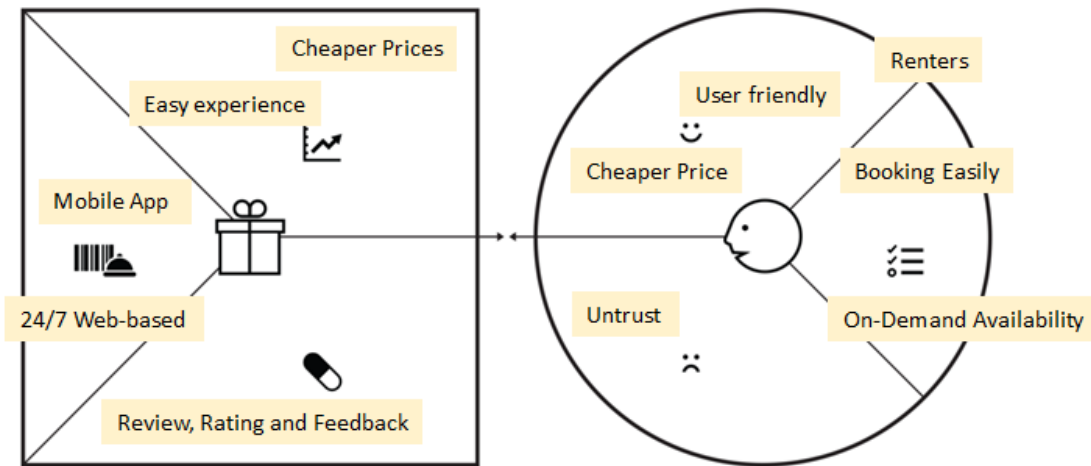 Cheaper Prices
Easy experience
Mobile App
24/7 Web-based
Review, Rating and Feedback
Renters
User friendly
Cheaper Price
Booking Easily
Untrust
On-Demand Availability